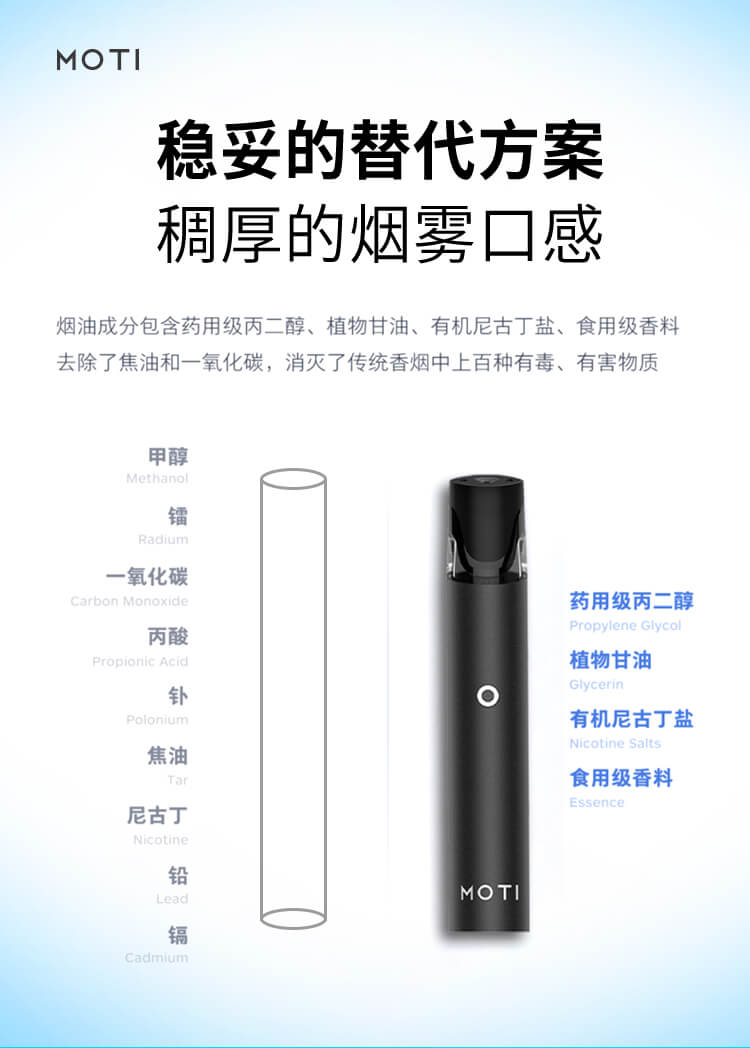 MOTI
稳妥的替代方案
稠厚的烟雾口感
烟油成分包含药用级丙二醇、植物甘油、有机尼古丁盐、食用级香料
去除了焦油和一氧化碳，消灭了传统香烟中上百种有毒、有害物质
甲醇
Methanol
镭
Radium
一氧化碳
Carbon Monoxide
丙酸
Propionic Acid
钋
Polonium
焦油
Tar
尼古丁
Nicotine
铅
Lead
镉
Cadmium
药用级丙二醇
Propylene Glycol
植物甘油
Glycerin
有机尼古丁盐
Nicotine Salts
食用级香料
Essence
MOTI